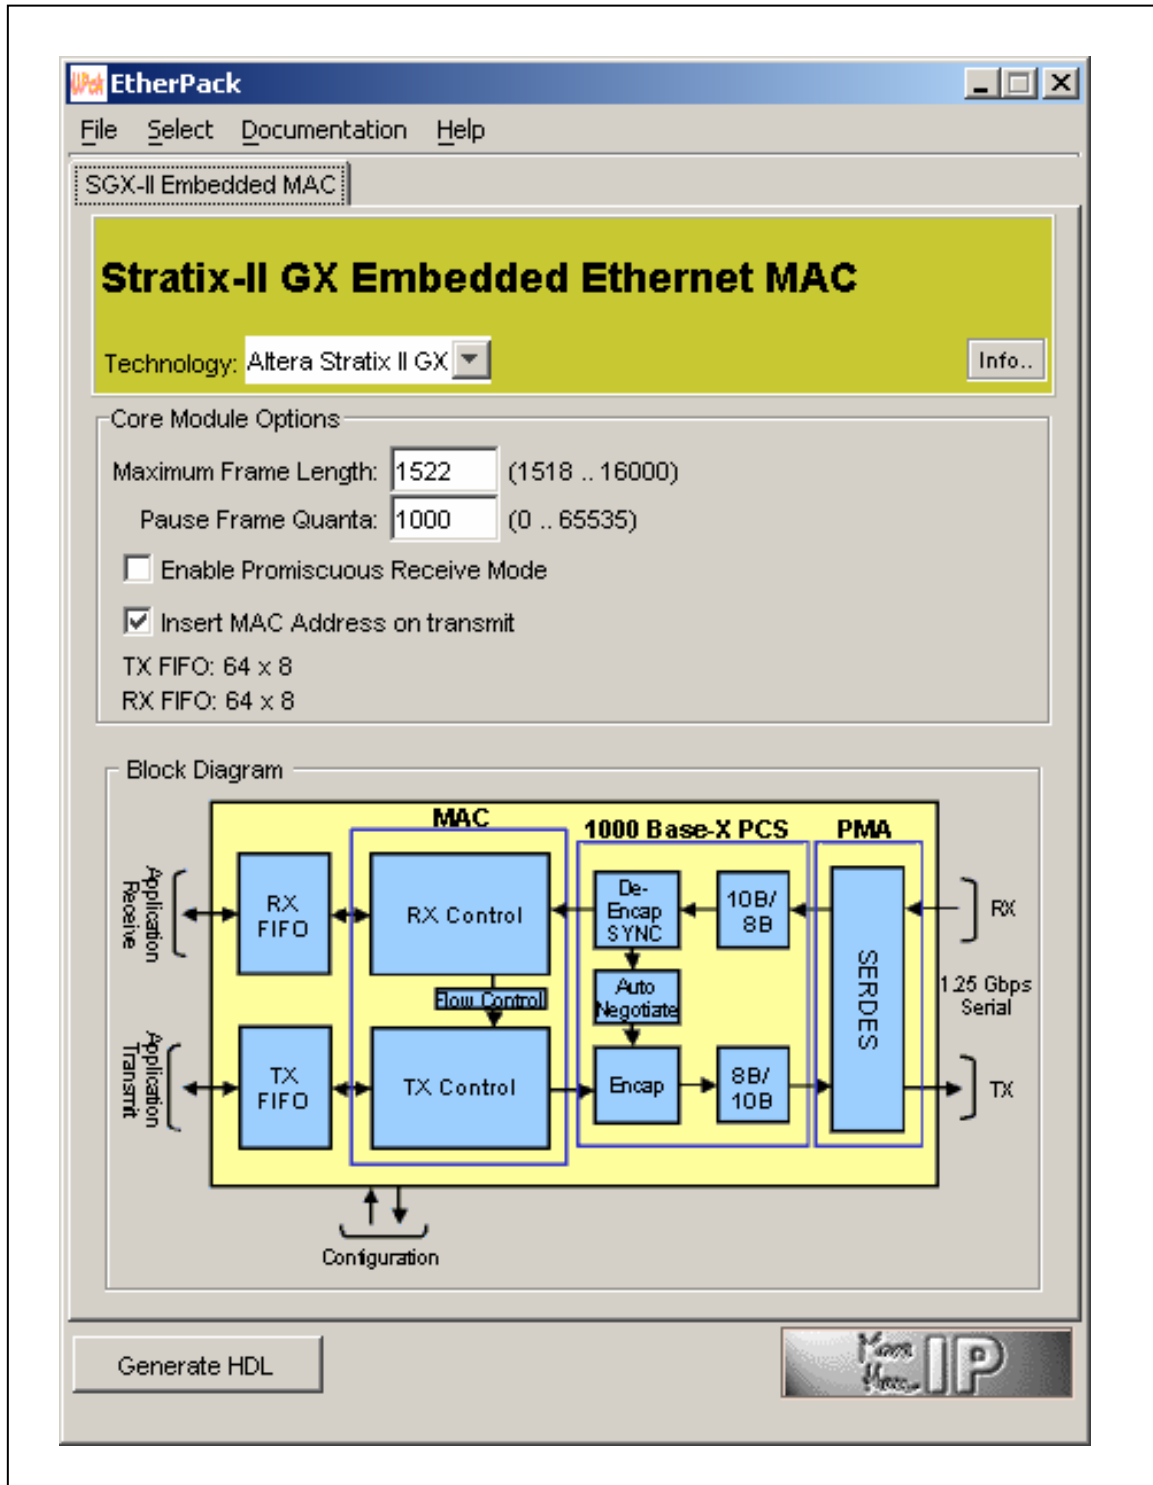 EtherPack
File Select Documentation Help
SGX-II Embedded MAC
Stratix-II GX Embedded Ethernet MAC
Technology: Altera Stratix II GX
Info..
Core Module Options
Maximum Frame Length: 1522 (1518 .. 16000)
Pause Frame Quanta: 1000 (0 .. 65535)
Enable Promiscuous Receive Mode
Insert MAC Address on transmit
TX FIFO: 64 x 8
RX FIFO: 64 x 8
Block Diagram
MAC
1000 Base-X PCS
PMA
Application
Receive
RX
FIFO
RX Control
De-
Encap
SYNC
10B/
8B
SERDES
RX
Flow Control
Auto
Negotiate
1.25 Gbps
Serial
Application
Transmit
TX
FIFO
TX Control
Encap
8B/
10B
TX
Configuration
Generate HDL
More
IP